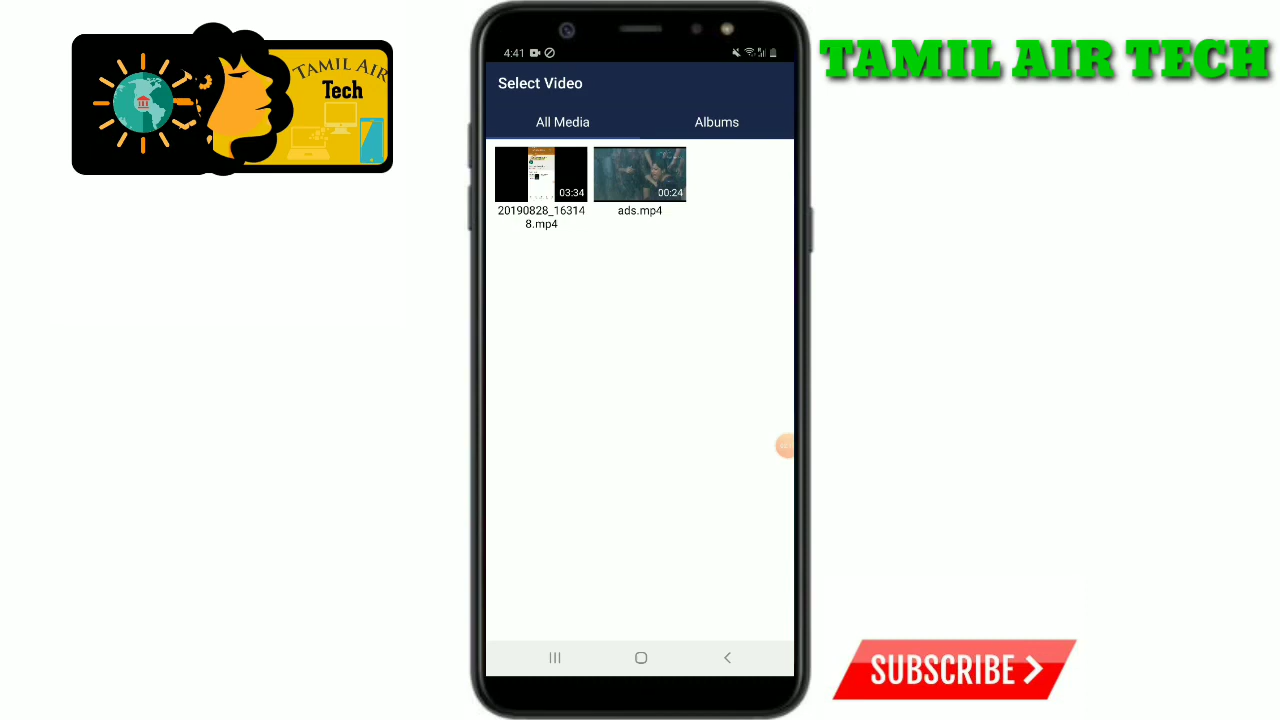 TAMIL AIR
Tech
TAMIL AIR TECH
4:41
Select Video
All Media
Albums
03:34
00:24
20190828_16314
8.mp4
ads.mp4
SUBSCRIBE